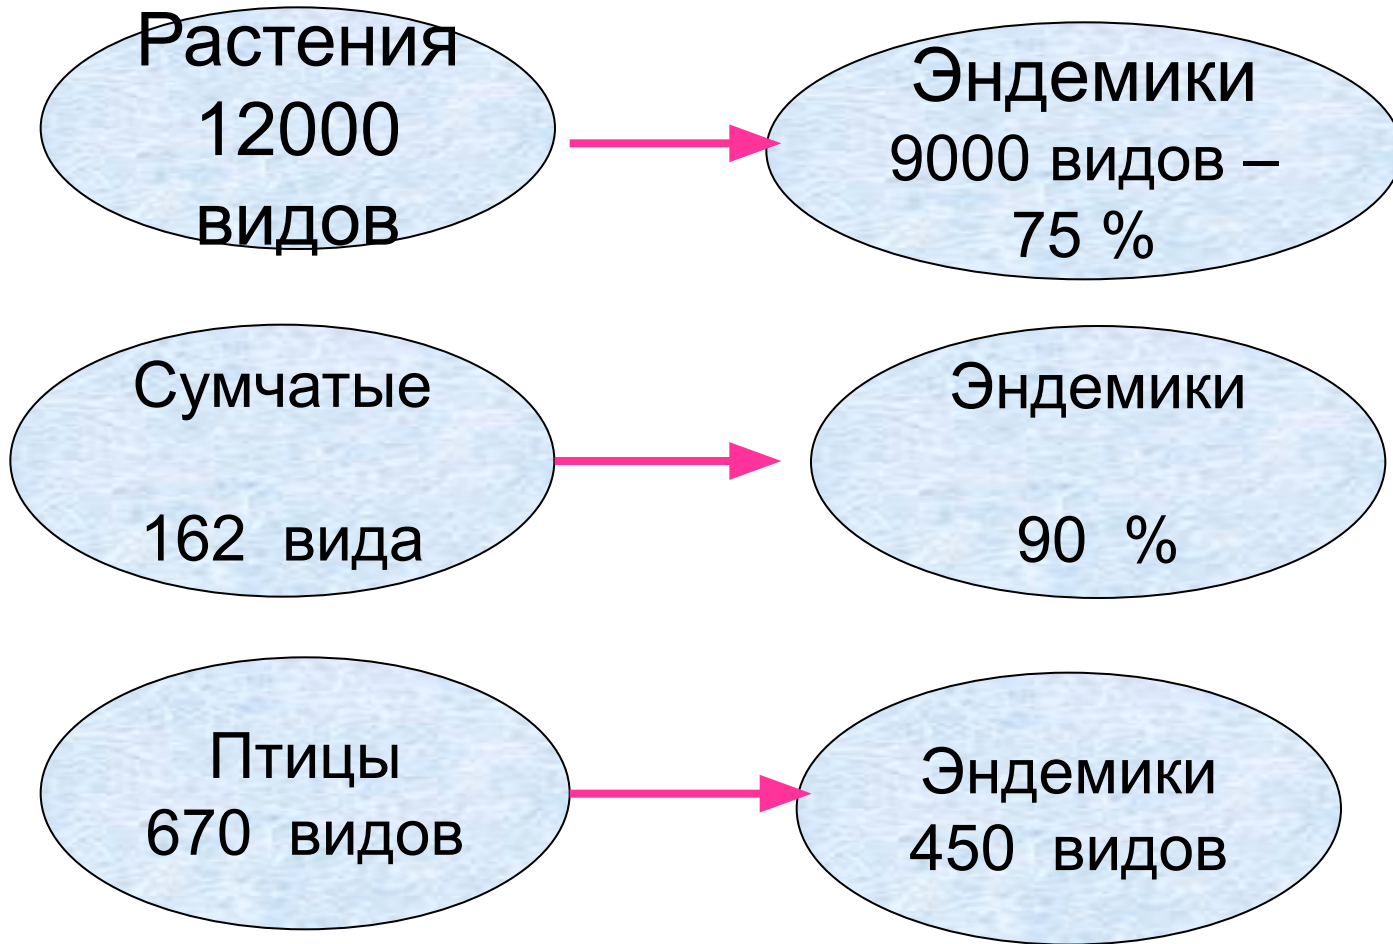 Растения
12000
видов
Эндемики
9000 видов –
75 %
Сумчатые
162 вида
Эндемики
90 %
Птицы
670 видов
Эндемики
450 видов